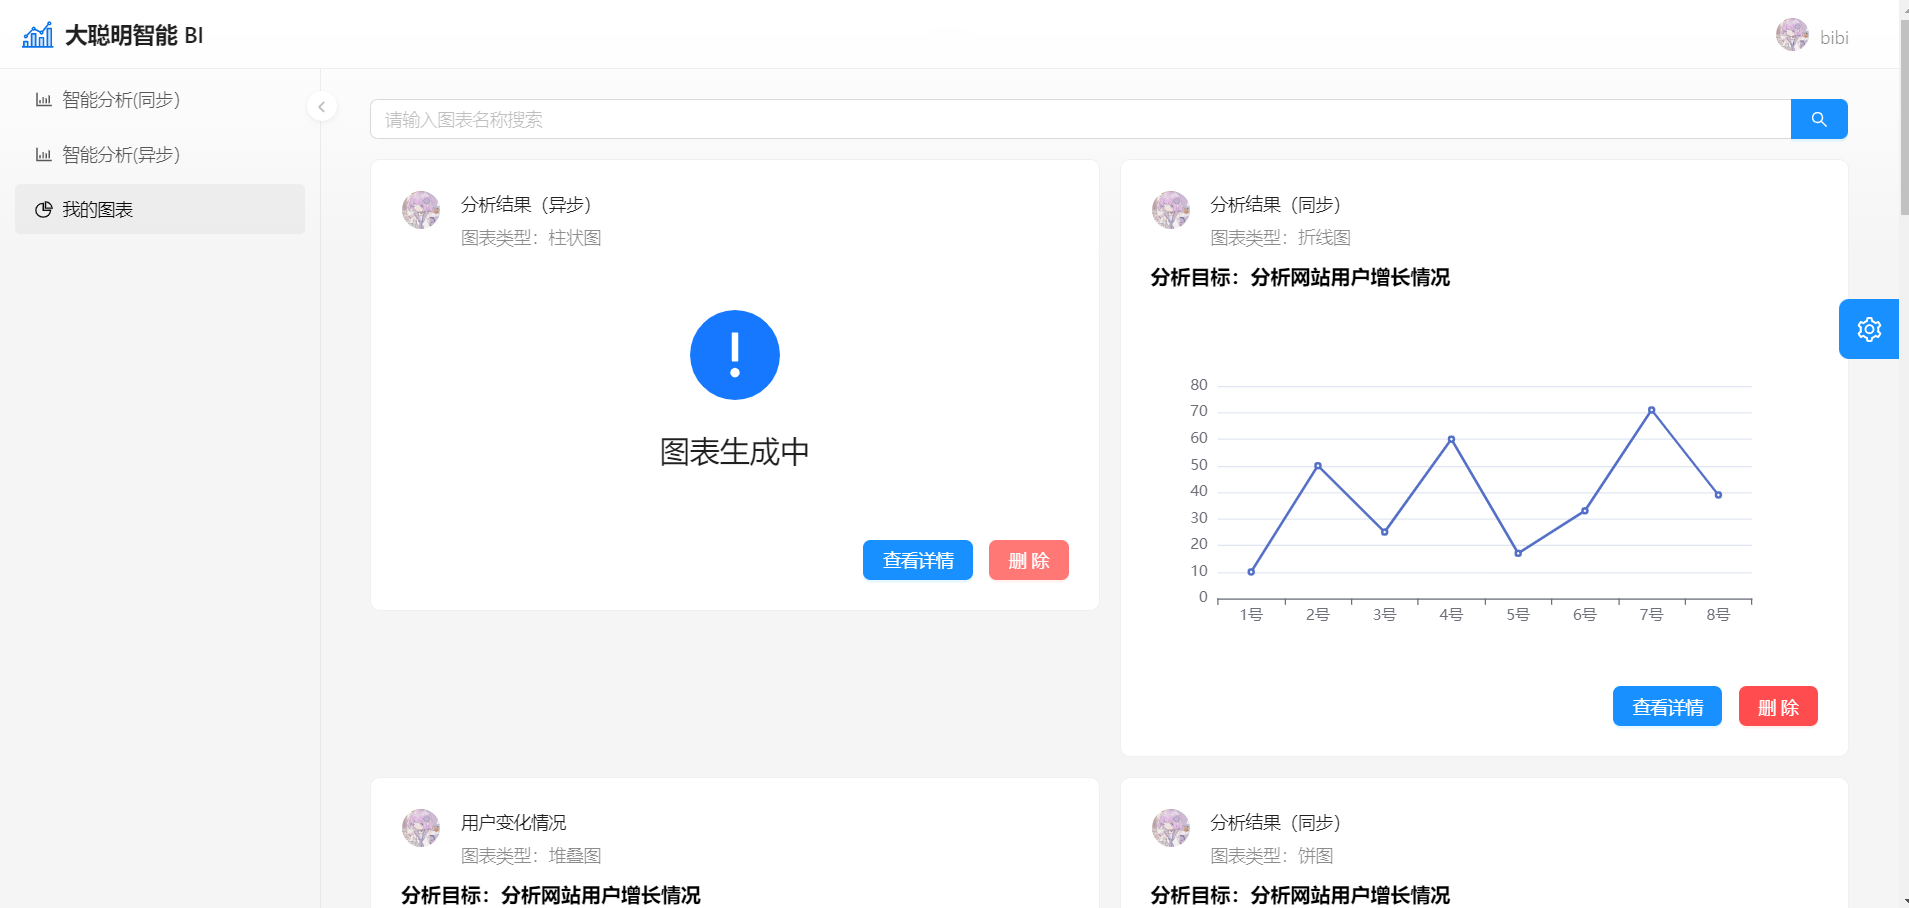 大聪明智能 BI
bibi
智能分析(同步)
智能分析(异步)
我的图表
请输入图表名称搜索
分析结果（异步）
图表类型：柱状图
图表生成中
查看详情
删 除
分析结果（同步）
图表类型：折线图
分析目标：分析网站用户增长情况
80
70
60
50
40
30
20
10
0
1号 2号 3号 4号 5号 6号 7号 8号
查看详情
删 除
用户变化情况
图表类型：堆叠图
分析目标：分析网站用户增长情况
分析结果（同步）
图表类型：饼图
分析目标：分析网站用户增长情况